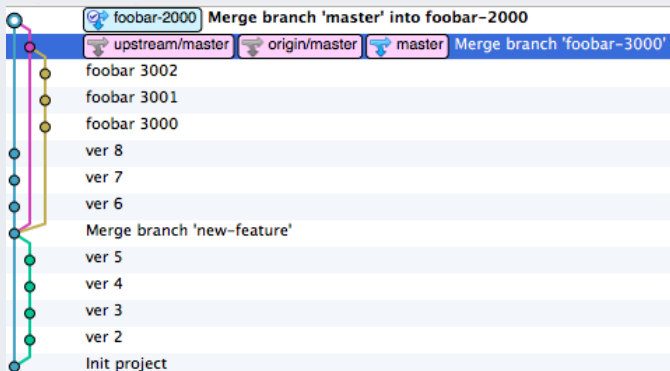 foobar-2000 Merge branch 'master' into foobar-2000
upstream/master origin/master master Merge branch 'foobar-3000'
foobar 3002
foobar 3001
foobar 3000
ver 8
ver 7
ver 6
Merge branch 'new-feature'
ver 5
ver 4
ver 3
ver 2
Init project